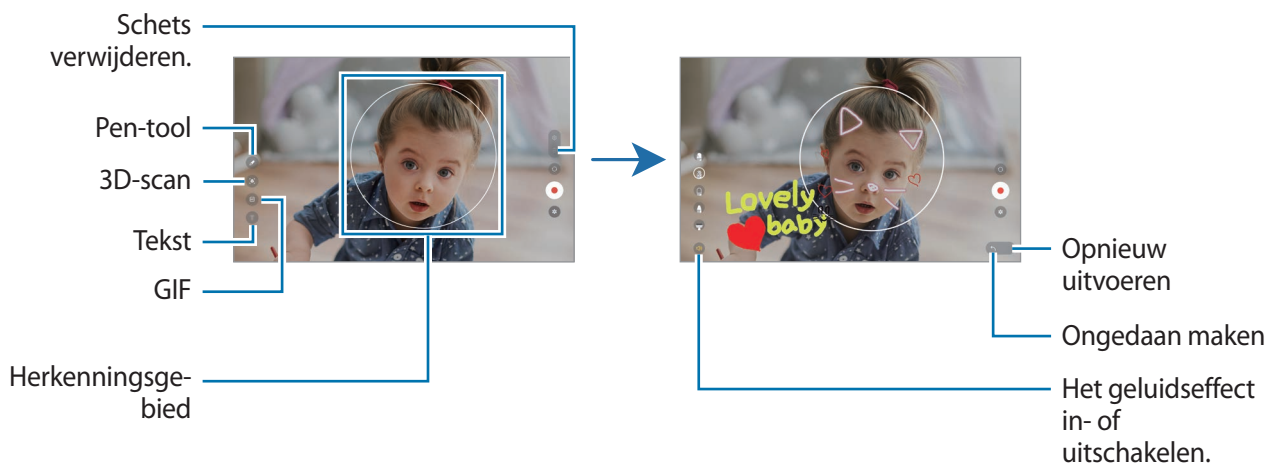 Schets
verwijderen.
Pen-tool
3D-scan
Tekst
GIF
Herkenningsge-
bied
Lovely
baby
Opnieuw
uitvoeren
Ongedaan maken
Het geluidseffect
in- of
uitschakelen.